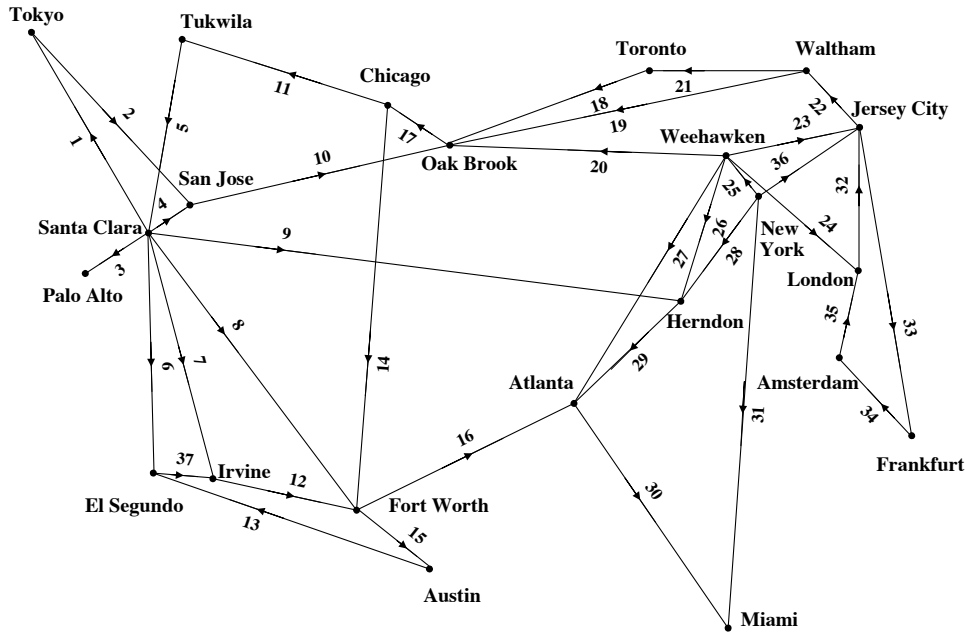 Tokyo
Tukwila
Toronto
Waltham
Chicago
11
21
18
22
Jersey City
2
17
19
23
Weehawken
1
5
10
Oak Brook
20
36
San Jose
25
32
4
Santa Clara
9
26
24
New
York
3
27
28
Palo Alto
London
8
Herndon
35
33
6
7
14
29
Atlanta
Amsterdam
31
34
16
37
Irvine
12
30
Frankfurt
El Segundo
Fort Worth
13
15
Austin
Miami